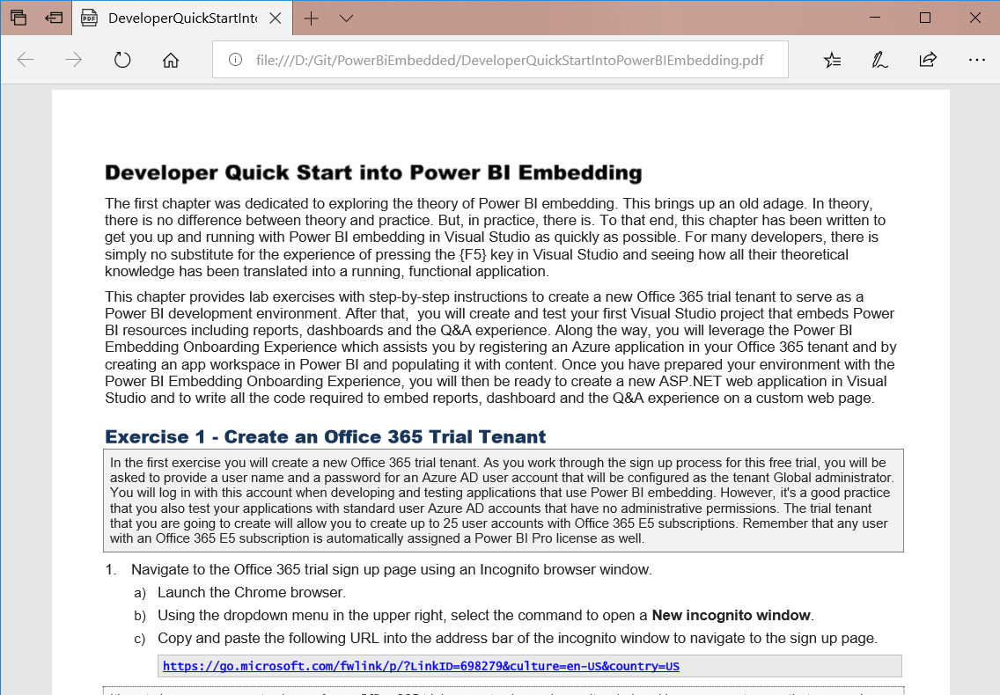 DeveloperQuickStartInt
file:///D:/Git/PowerBiEmbedded/DeveloperQuickStartIntoPowerBIEmbedding.pdf
Developer Quick Start into Power BI Embedding
The first chapter was dedicated to exploring the theory of Power BI embedding. This brings up an old adage. In theory,
there is no difference between theory and practice. But, in practice, there is. To that end, this chapter has been written to
get you up and running with Power BI embedding in Visual Studio as quickly as possible. For many developers, there is
simply no substitute for the experience of pressing the {F5} key in Visual Studio and seeing how all their theoretical
knowledge has been translated into a running, functional application.
This chapter provides lab exercises with step-by-step instructions to create a new Office 365 trial tenant to serve as a
Power BI development environment. After that,  you will create and test your first Visual Studio project that embeds Power
BI resources including reports, dashboards and the Q&A experience. Along the way, you will leverage the Power BI
Embedding Onboarding Experience which assists you by registering an Azure application in your Office 365 tenant and by
creating an app workspace in Power BI and populating it with content. Once you have prepared your environment with the
Power BI Embedding Onboarding Experience, you will then be ready to create a new ASP.NET web application in Visual
Studio and to write all the code required to embed reports, dashboard and the Q&A experience on a custom web page.
Exercise 1 - Create an Office 365 Trial Tenant
In the first exercise you will create a new Office 365 trial tenant. As you work through the sign up process for this free trial, you will be
asked to provide a user name and a password for an Azure AD user account that will be configured as the tenant Global administrator.
You will log in with this account when developing and testing applications that use Power BI embedding. However, it's a good practice
that you also test your applications with standard user Azure AD accounts that have no administrative permissions. The trial tenant
that you are going to create will allow you to create up to 25 user accounts with Office 365 E5 subscriptions. Remember that any user
with an Office 365 E5 subscription is automatically assigned a Power BI Pro license as well.
1. Navigate to the Office 365 trial sign up page using an Incognito browser window.
a) Launch the Chrome browser.
b) Using the dropdown menu in the upper right, select the command to open a New incognito window.
c) Copy and paste the following URL into the address bar of the incognito window to navigate to the sign up page.
https://go.microsoft.com/fwlink/p/?LinkID=698279&culture=en-US&country=US